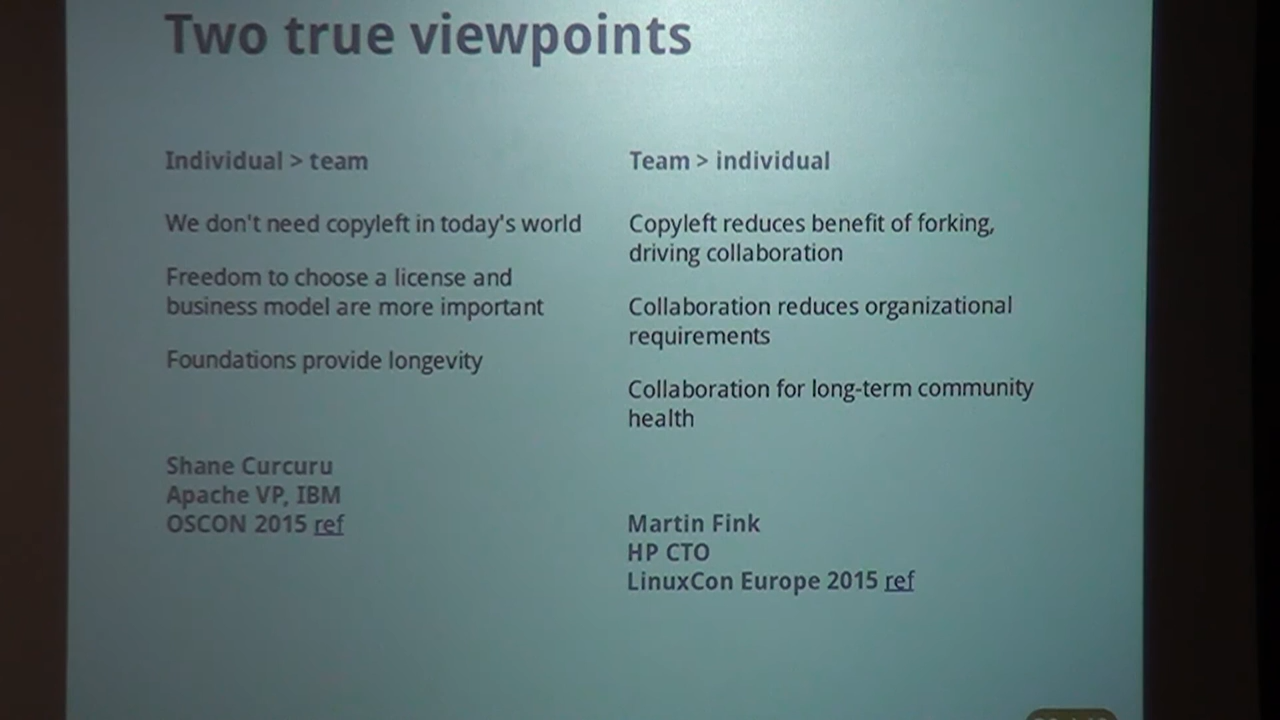 Two true viewpoints
Individual > team
We don't need copyleft in today's world
Freedom to choose a license and
business model are more important
Foundations provide longevity
Shane Curcuru
Apache VP, IBM
OSCON 2015 ref
Team > individual
Copyleft reduces benefit of forking,
driving collaboration
Collaboration reduces organizational
requirements
Collaboration for long-term community
health
Martin Fink
HP CTO
LinuxCon Europe 2015 ref